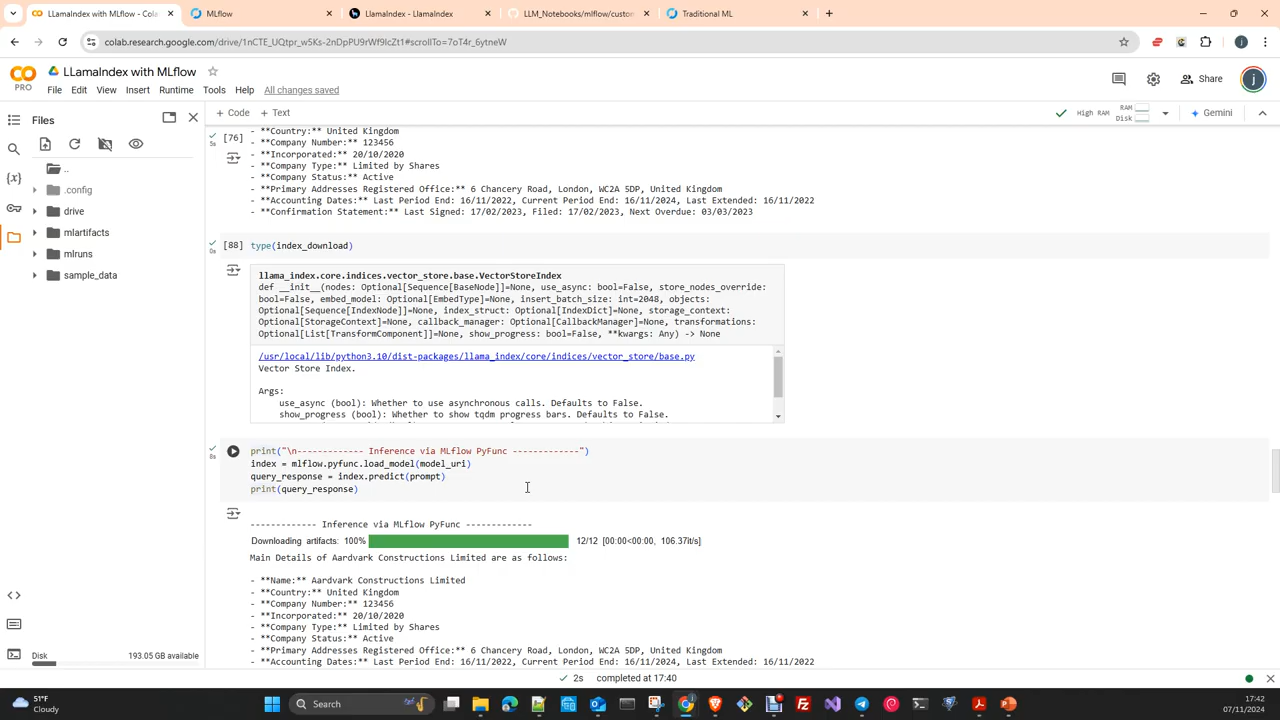 LLamaIndex with MLflow - Colab
MLflow
LlamaIndex - LlamaIndex
LLM_Notebooks/mlflow/custom
Traditional ML
colab.research.google.com/drive/1nCTE_UQtpr_w5Ks-2nDpPU9rWf9IcZt1#scrollTo=7oT4r_6ytneW
LLamaIndex with MLflow
PRO
File Edit View Insert Runtime Tools Help All changes saved
Share
j
Files
+ Code + Text
High RAM
RAM
Disk
Gemini
..
.config
drive
mlartifacts
mlruns
sample_data
[76]
5s
- **Country:** United Kingdom
- **Company Number:** 123456
- **Incorporated:** 20/10/2020
- **Company Type:** Limited by Shares
- **Company Status:** Active
- **Primary Addresses Registered Office:** 6 Chancery Road, London, WC2A 5DP, United Kingdom
- **Accounting Dates:** Last Period End: 16/11/2022, Current Period End: 16/11/2024, Last Extended: 16/11/2022
- **Confirmation Statement:** Last Signed: 17/02/2023, Filed: 17/02/2023, Next Overdue: 03/03/2023
[88] type(index_download)
0s
llama_index.core.indices.vector_store.base.VectorStoreIndex
def __init__(nodes: Optional[Sequence[BaseNode]]=None, use_async: bool=False, store_nodes_override:
bool=False, embed_model: Optional[EmbedType]=None, insert_batch_size: int=2048, objects:
Optional[Sequence[IndexNode]]=None, index_struct: Optional[IndexDict]=None, storage_context:
Optional[StorageContext]=None, callback_manager: Optional[CallbackManager]=None, transformations:
Optional[List[TransformComponent]]=None, show_progress: bool=False, **kwargs: Any) -> None
/usr/local/lib/python3.10/dist-packages/llama_index/core/indices/vector_store/base.py
Vector Store Index.
Args:
use_async (bool): Whether to use asynchronous calls. Defaults to False.
show_progress (bool): Whether to show tqdm progress bars. Defaults to False.
print("\n------------- Inference via MLflow PyFunc -------------")
index = mlflow.pyfunc.load_model(model_uri)
query_response = index.predict(prompt)
print(query_response)
------------- Inference via MLflow PyFunc -------------
Downloading artifacts: 100% 12/12 [00:00<00:00, 106.37it/s]
Main Details of Aardvark Constructions Limited are as follows:
- **Name:** Aardvark Constructions Limited
- **Country:** United Kingdom
- **Company Number:** 123456
- **Incorporated:** 20/10/2020
- **Company Type:** Limited by Shares
- **Company Status:** Active
- **Primary Addresses Registered Office:** 6 Chancery Road, London, WC2A 5DP, United Kingdom
- **Accounting Dates:** Last Period End: 16/11/2022, Current Period End: 16/11/2024, Last Extended: 16/11/2022
Disk 193.05 GB available
2s completed at 17:40
51°F
Cloudy
Search
17:42
07/11/2024